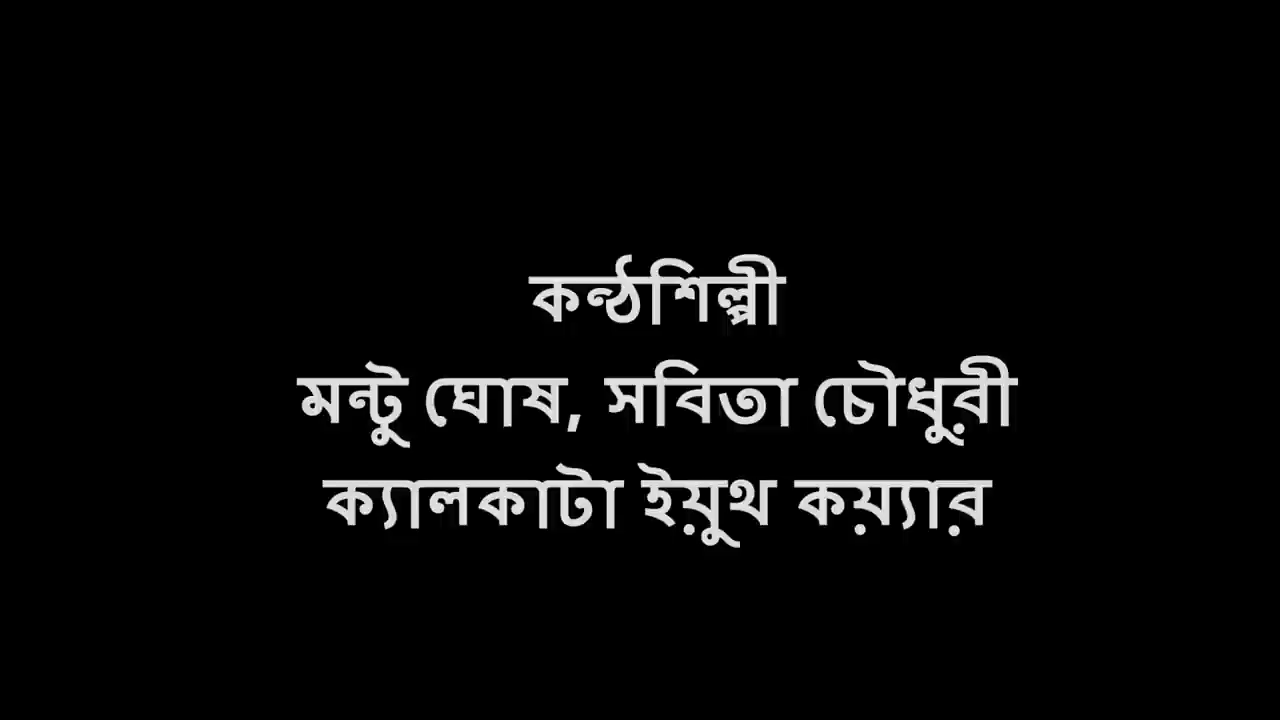 কন্ঠশিল্পী
মন্টু ঘোষ, সবিতা চৌধুরী
ক্যালকাটা ইয়ুথ কয়্যার